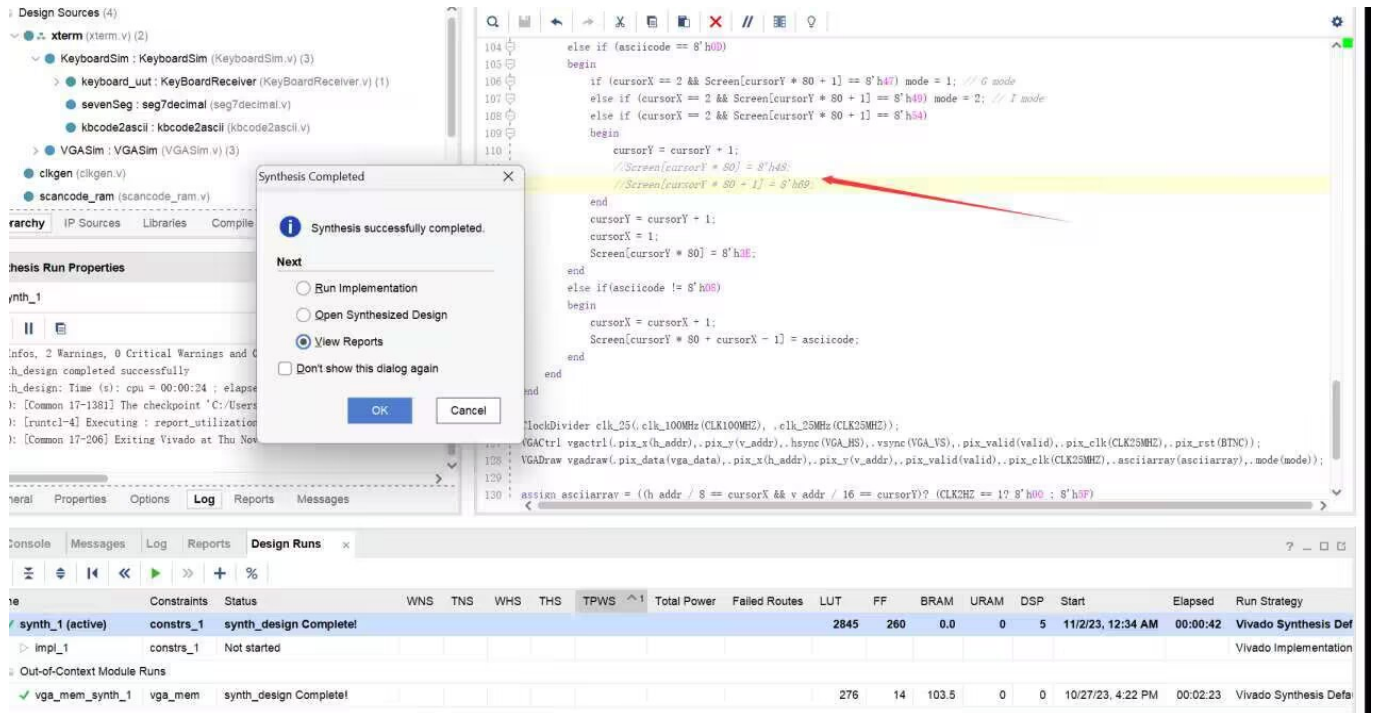 Design Sources (4)
xterm (xterm.v) (2)
KeyboardSim : KeyboardSim (KeyboardSim.v) (3)
keyboard_uut : KeyBoardReceiver (KeyBoardReceiver.v) (1)
sevenSeg : seg7decimal (seg7decimal.v)
kbcode2ascii : kbcode2ascii (kbcode2ascii.v)
VGASim : VGASim (VGASim.v) (3)
clkgen (clkgen.v)
scancode_ram (scancode_ram.v)
rarchy IP Sources Libraries Compile
thesis Run Properties
ynth_1
infos, 2 Warnings, 0 Critical Warnings and
h_design completed successfully
:h_design: Time (s): cpu = 00:00:24 ; elapse
): [Common 17-1381] The checkpoint 'C:/Users
): [runtcl-4] Executing : report_utilization
): [Common 17-206] Exiting Vivado at Thu Nov
neral Properties Options Log Reports Messages
Synthesis Completed
Synthesis successfully completed.
Next
Run Implementation
Open Synthesized Design
View Reports
Don't show this dialog again
OK Cancel
104 else if (asciicode == 8'h0D)
105 begin
106 if (cursorX == 2 && Screen[cursorY * 80 + 1] == 8'h47) mode = 1; // G mode
107 else if (cursorX == 2 && Screen[cursorY * 80 + 1] == 8'h49) mode = 2; // I mode
108 else if (cursorX == 2 && Screen[cursorY * 80 + 1] == 8'h54)
109 begin
110 cursorY = cursorY + 1;
//Screen[cursorY * 80] = 8'h48;
//Screen[cursorY * 80 + 1] = 8'h69;
end
cursorY = cursorY + 1;
cursorX = 1;
Screen[cursorY * 80] = 8'h3E;
end
else if(asciicode != 8'h08)
begin
cursorX = cursorX + 1;
Screen[cursorY * 80 + cursorX - 1] = asciicode;
end
end
nd
ClockDivider clk_25(.clk_100MHZ(CLK100MHZ), .clk_25MHz(CLK25MHZ));
VGACtrl vgactrl(.pix_x(h_addr),.pix_y(v_addr),.hsync(VGA_HS),.vsync(VGA_VS),.pix_valid(valid),.pix_clk(CLK25MHZ),.pix_rst(BTNC));
128 VGADraw vgadraw(.pix_data(vga_data),.pix_x(h_addr),.pix_y(v_addr),.pix_valid(valid),.pix_clk(CLK25MHZ),.asciiarray(asciiarray),.mode(mode));
129
130 assign asciiarray = ((h_addr / 8 == cursorX && v_addr / 16 == cursorY)? (CLK2HZ == 1? 8'h00 : 8'h5F)
Console Messages Log Reports Design Runs
ne Constraints Status WNS TNS WHS THS TPWS 1 Total Power Failed Routes LUT FF BRAM URAM DSP Start Elapsed Run Strategy
synth_1 (active) constrs_1 synth_design Complete! 2845 260 0.0 0 5 11/2/23, 12:34 AM 00:00:42 Vivado Synthesis Def
impl_1 constrs_1 Not started Vivado Implementation
Out-of-Context Module Runs
vga_mem_synth_1 vga_mem synth_design Complete! 276 14 103.5 0 0 10/27/23, 4:22 PM 00:02:23 Vivado Synthesis Defa